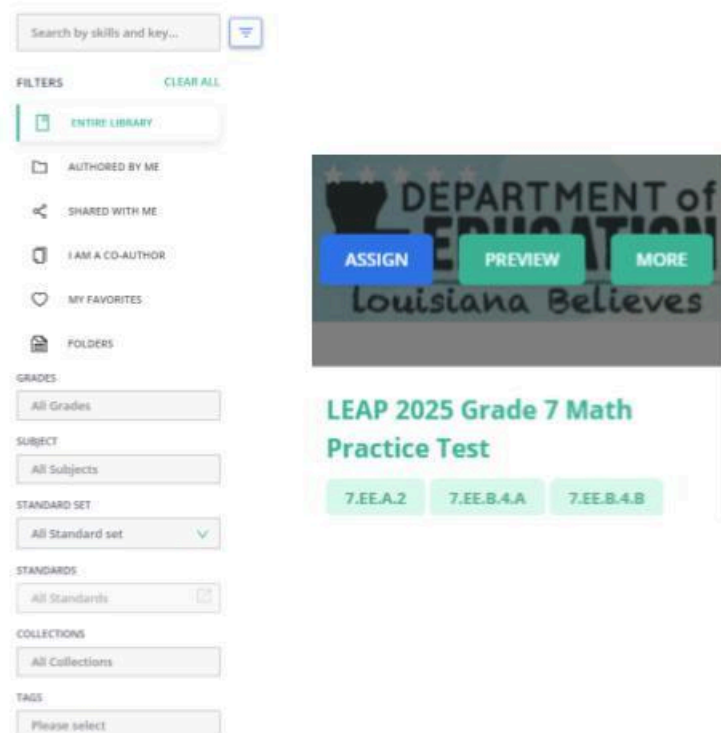 Search by skills and key...
FILTERS CLEAR ALL
ENTIRE LIBRARY
AUTHORED BY ME
SHARED WITH ME
I AM A CO-AUTHOR
MY FAVORITES
FOLDERS
GRADES
All Grades
SUBJECT
All Subjects
STANDARD SET
All Standard set
STANDARDS
All Standards
COLLECTIONS
All Collections
TAGS
Please select
DEPARTMENT of
EDUCATION
ASSIGN PREVIEW MORE
Louisiana Believes
LEAP 2025 Grade 7 Math
Practice Test
7.EE.A.2 7.EE.B.4.A 7.EE.B.4.B